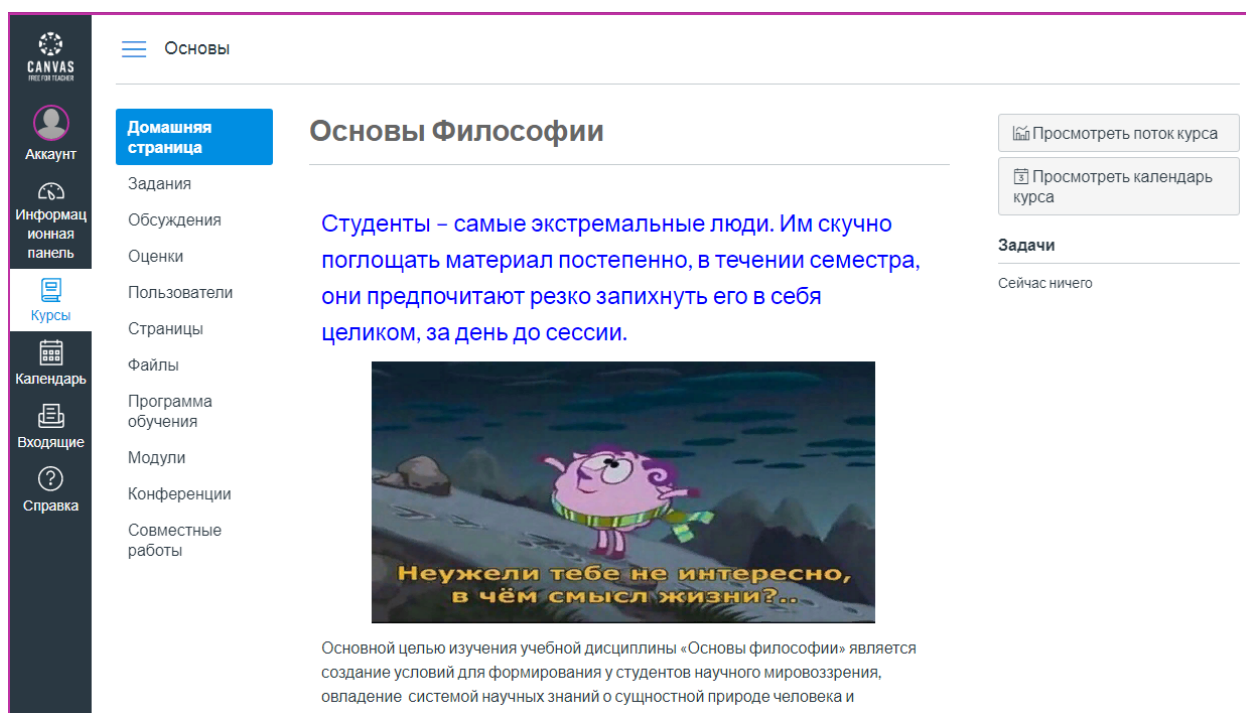 CANVAS
FREE FOR TEACHER
Аккаунт
Информац
ионная
панель
Курсы
Календарь
Входящие
Справка
Основы
Домашняя
страница
Задания
Обсуждения
Оценки
Пользователи
Страницы
Файлы
Программа
обучения
Модули
Конференции
Совместные
работы
Основы Философии
Студенты – самые экстремальные люди. Им скучно
поглощать материал постепенно, в течении семестра,
они предпочитают резко запихнуть его в себя
целиком, за день до сессии.
Неужели тебе не интересно,
в чём смысл жизни?..
Основной целью изучения учебной дисциплины «Основы философии» является
создание условий для формирования у студентов научного мировоззрения,
овладение системой научных знаний о сущностной природе человека и
Просмотреть поток курса
Просмотреть календарь
курса
Задачи
Сейчас ничего